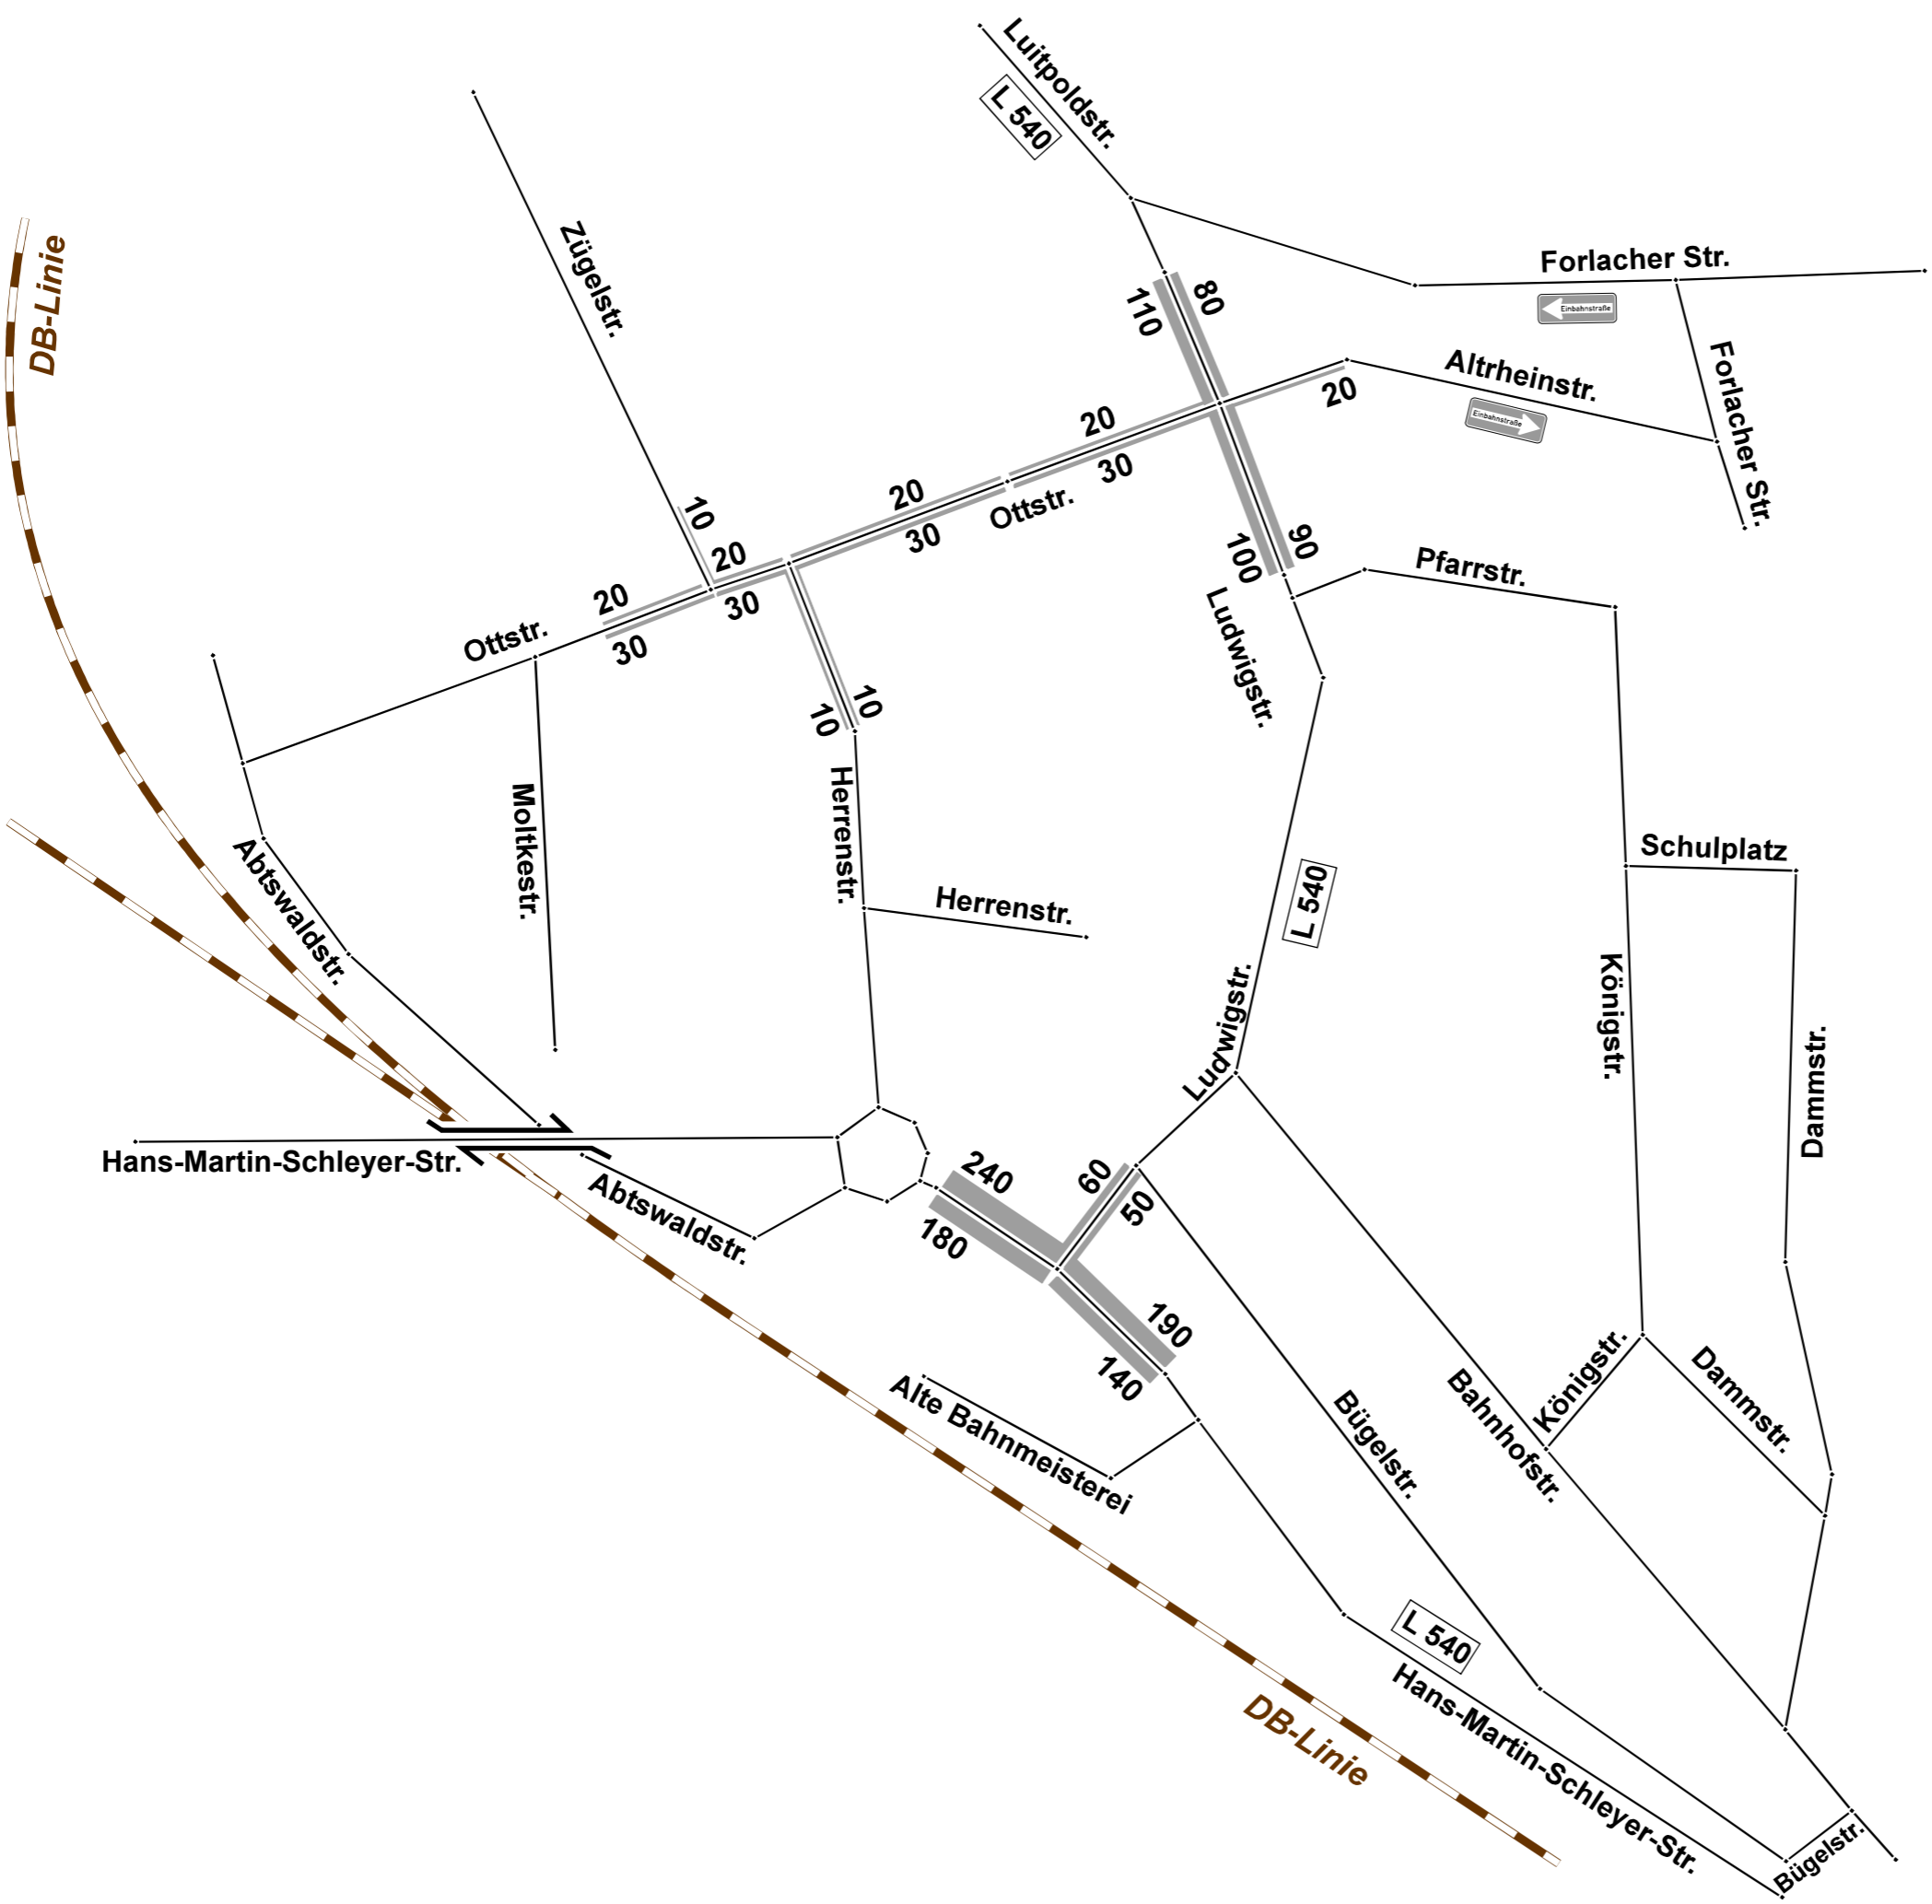 Luitpoldstr.
L 540
Zügelstr.
DB-Linie
Forlacher Str.
Einbahnstraße
80
110
Forlacher Str.
Altrheinstr.
Einbahnstraße
20
20
30
Ottstr.
20
30
10
20
30
20
30
Ottstr.
90
100
Pfarrstr.
Ludwigstr.
10
10
Herrenstr.
Moltkestr.
Abtswaldstr.
Herrenstr.
L 540
Schulplatz
Königstr.
Dammstr.
Ludwigstr.
Hans-Martin-Schleyer-Str.
Abtswaldstr.
240
180
60
50
190
140
Alte Bahnmeisterei
Bügelstr.
Bahnhofstr.
Königstr.
Dammstr.
L 540
Hans-Martin-Schleyer-Str.
DB-Linie
Bügelstr.